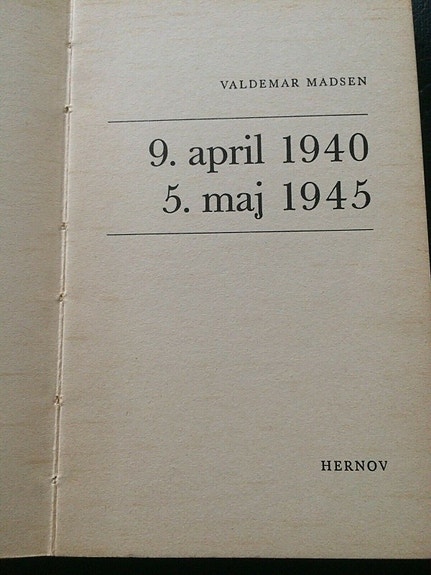 VALDEMAR MADSEN
9. april 1940
5. maj 1945
HERNOV